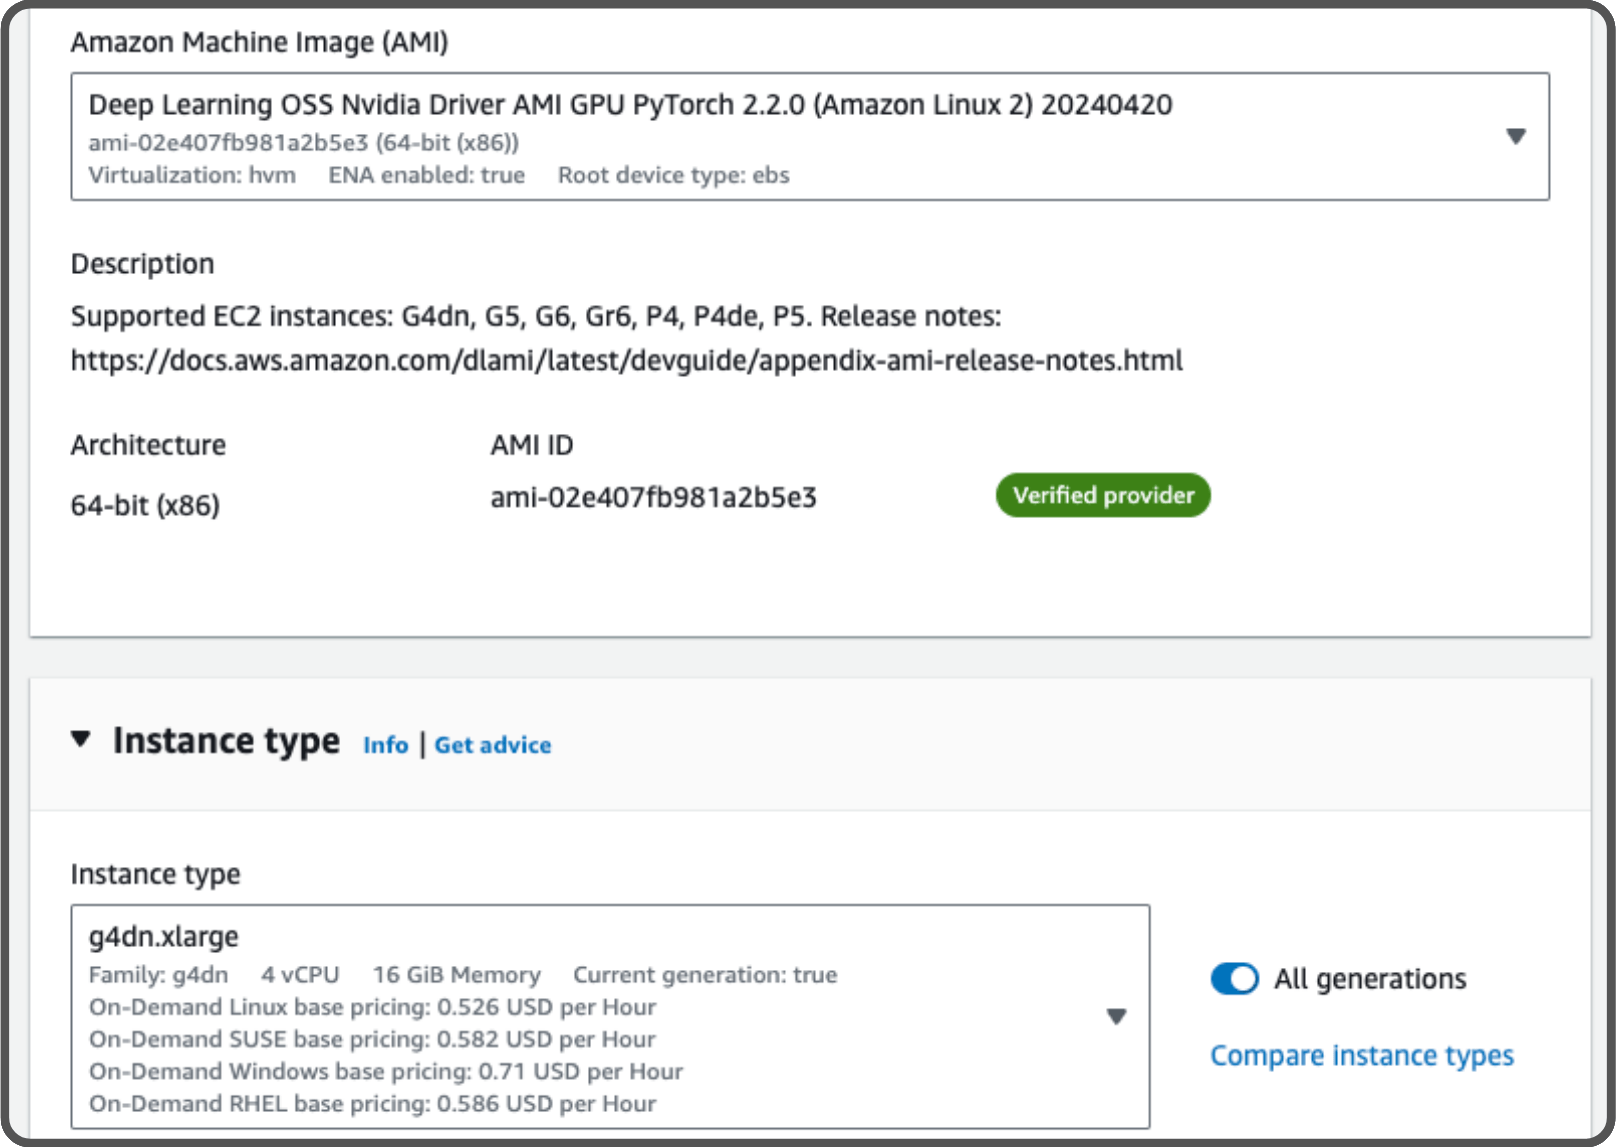 Amazon Machine Image (AMI)
Deep Learning OSS Nvidia Driver AMI GPU PyTorch 2.2.0 (Amazon Linux 2) 20240420
ami-02e407fb981a2b5e3 (64-bit (x86))
Virtualization: hvm ENA enabled: true Root device type: ebs
Description
Supported EC2 instances: G4dn, G5, G6, Gr6, P4, P4de, P5. Release notes:
https://docs.aws.amazon.com/dlami/latest/devguide/appendix-ami-release-notes.html
Architecture AMI ID
64-bit (x86) ami-02e407fb981a2b5e3 Verified provider
Instance type Info | Get advice
Instance type
g4dn.xlarge
Family: g4dn 4 vCPU 16 GiB Memory Current generation: true
On-Demand Linux base pricing: 0.526 USD per Hour
On-Demand SUSE base pricing: 0.582 USD per Hour
On-Demand Windows base pricing: 0.71 USD per Hour
On-Demand RHEL base pricing: 0.586 USD per Hour
All generations
Compare instance types